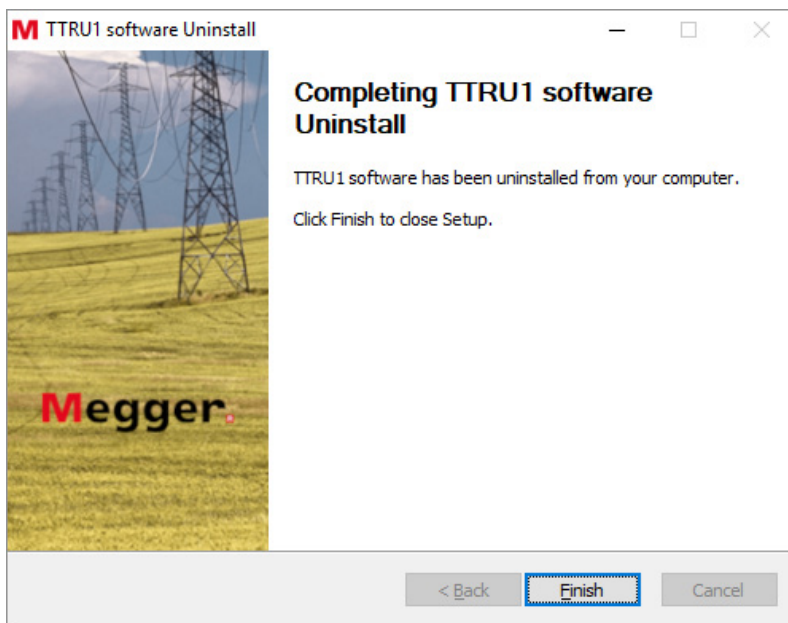 M TTRU1 software Uninstall
Completing TTRU1 software
Uninstall
TTRU1 software has been uninstalled from your computer.
Click Finish to close Setup.
Megger.
< Back
Finish
Cancel